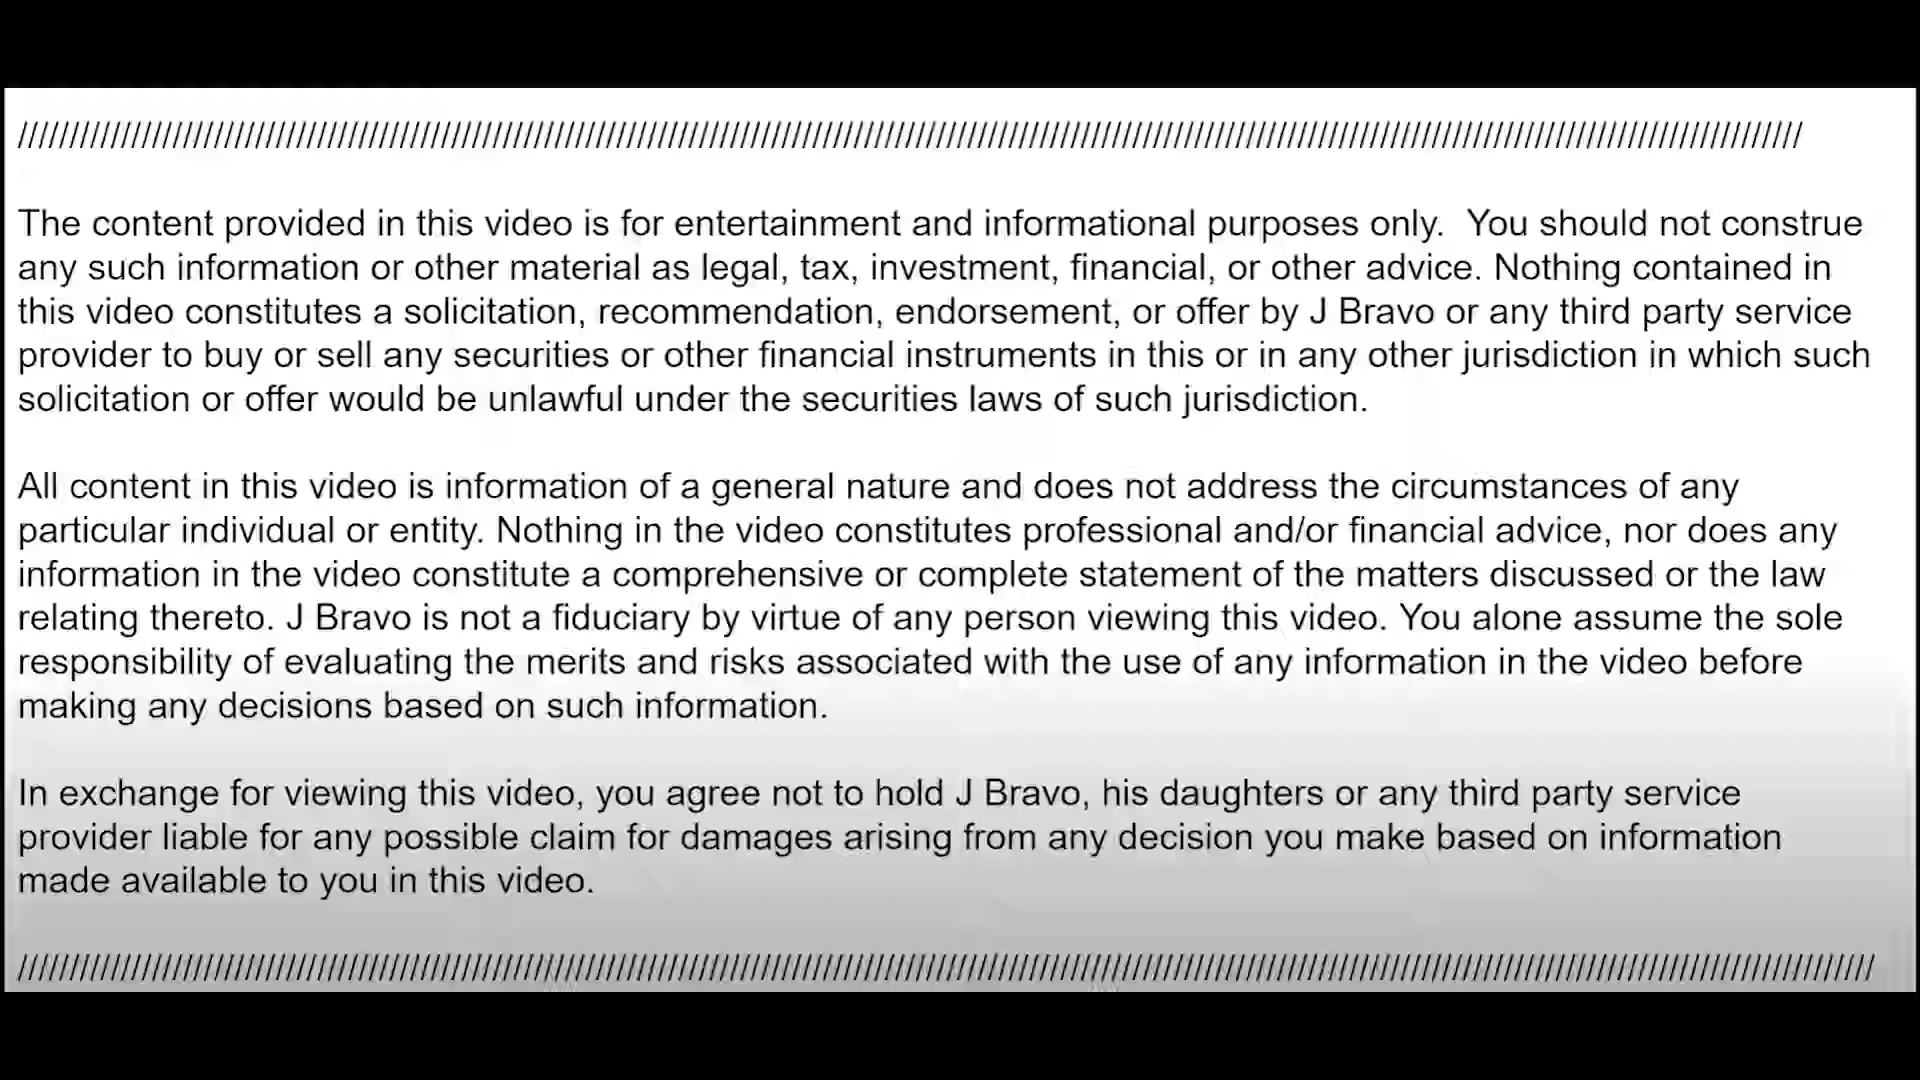 ////////////////////////////////////////////////////////////////////////////////////////////////////////////////////////////////////////////////////////////////////////////////
The content provided in this video is for entertainment and informational purposes only.  You should not construe
any such information or other material as legal, tax, investment, financial, or other advice. Nothing contained in
this video constitutes a solicitation, recommendation, endorsement, or offer by J Bravo or any third party service
provider to buy or sell any securities or other financial instruments in this or in any other jurisdiction in which such
solicitation or offer would be unlawful under the securities laws of such jurisdiction.
All content in this video is information of a general nature and does not address the circumstances of any
particular individual or entity. Nothing in the video constitutes professional and/or financial advice, nor does any
information in the video constitute a comprehensive or complete statement of the matters discussed or the law
relating thereto. J Bravo is not a fiduciary by virtue of any person viewing this video. You alone assume the sole
responsibility of evaluating the merits and risks associated with the use of any information in the video before
making any decisions based on such information.
In exchange for viewing this video, you agree not to hold J Bravo, his daughters or any third party service
provider liable for any possible claim for damages arising from any decision you make based on information
made available to you in this video.
////////////////////////////////////////////////////////////////////////////////////////////////////////////////////////////////////////////////////////////////////////////////////////